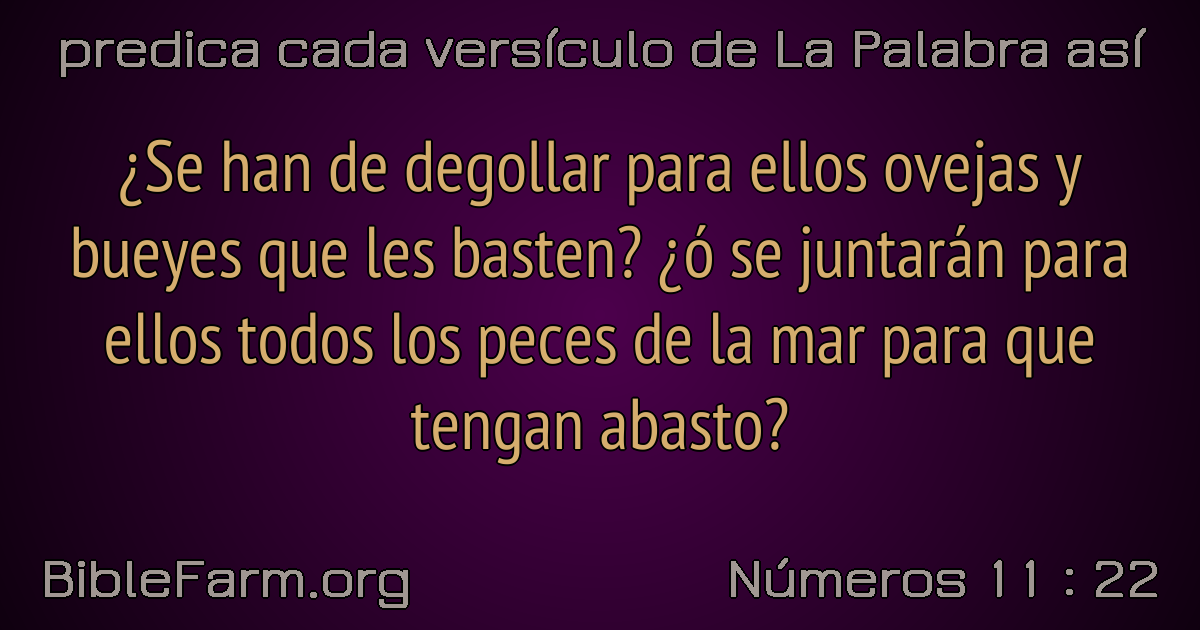 predica cada versículo de La Palabra así
¿Se han de degollar para ellos ovejas y
bueyes que les basten? ¿ó se juntarán para
ellos todos los peces de la mar para que
tengan abasto?
BibleFarm.org
Números 11 : 22